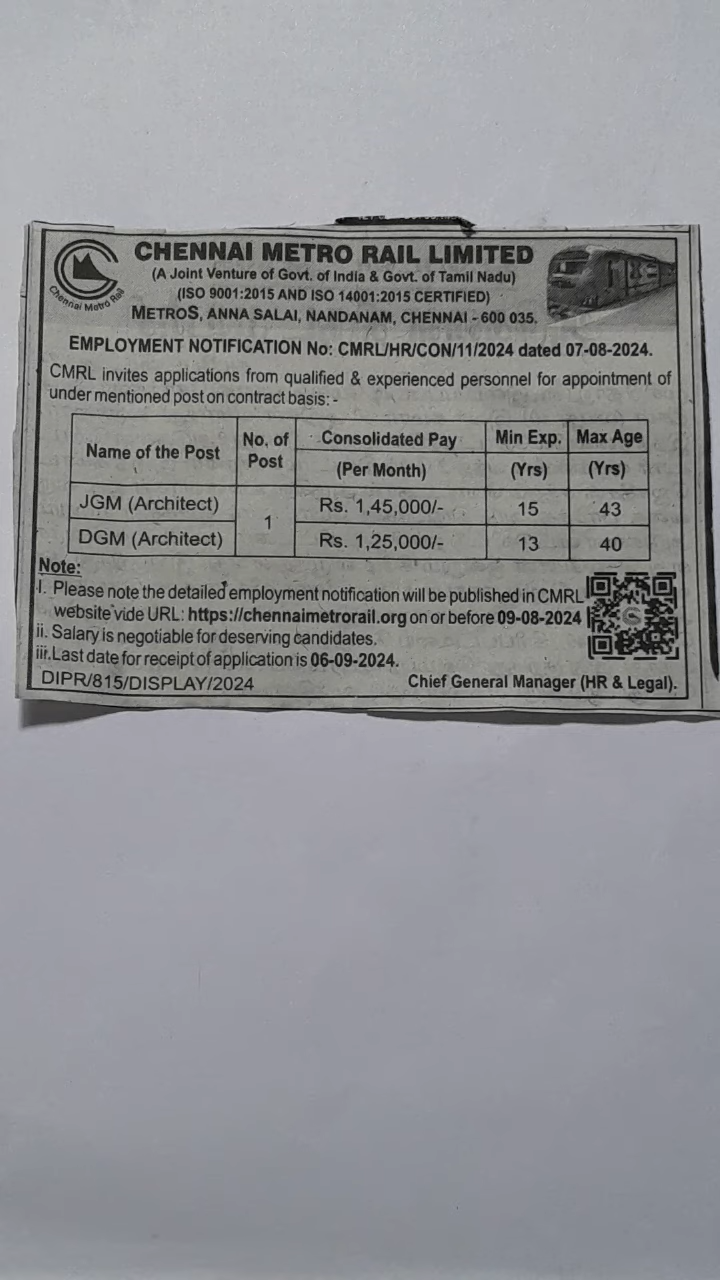 CHENNAI METRO RAIL LIMITED
(A Joint Venture of Govt. of India & Govt. of Tamil Nadu)
(ISO 9001:2015 AND ISO 14001:2015 CERTIFIED)
METROS, ANNA SALAI, NANDANAM, CHENNAI - 600 035.
Chennai Metro Rail
EMPLOYMENT NOTIFICATION No: CMRL/HR/CON/11/2024 dated 07-08-2024.
CMRL invites applications from qualified & experienced personnel for appointment of
under mentioned post on contract basis:-
Name of the Post No. of Post Consolidated Pay (Per Month) Min Exp. (Yrs) Max Age (Yrs)
JGM (Architect) 1 Rs. 1,45,000/- 15 43
DGM (Architect) Rs. 1,25,000/- 13 40
Note:
i. Please note the detailed employment notification will be published in CMRL
website vide URL: https://chennaimetrorail.org on or before 09-08-2024
ii. Salary is negotiable for deserving candidates.
iii. Last date for receipt of application is 06-09-2024.
DIPR/815/DISPLAY/2024 Chief General Manager (HR & Legal).